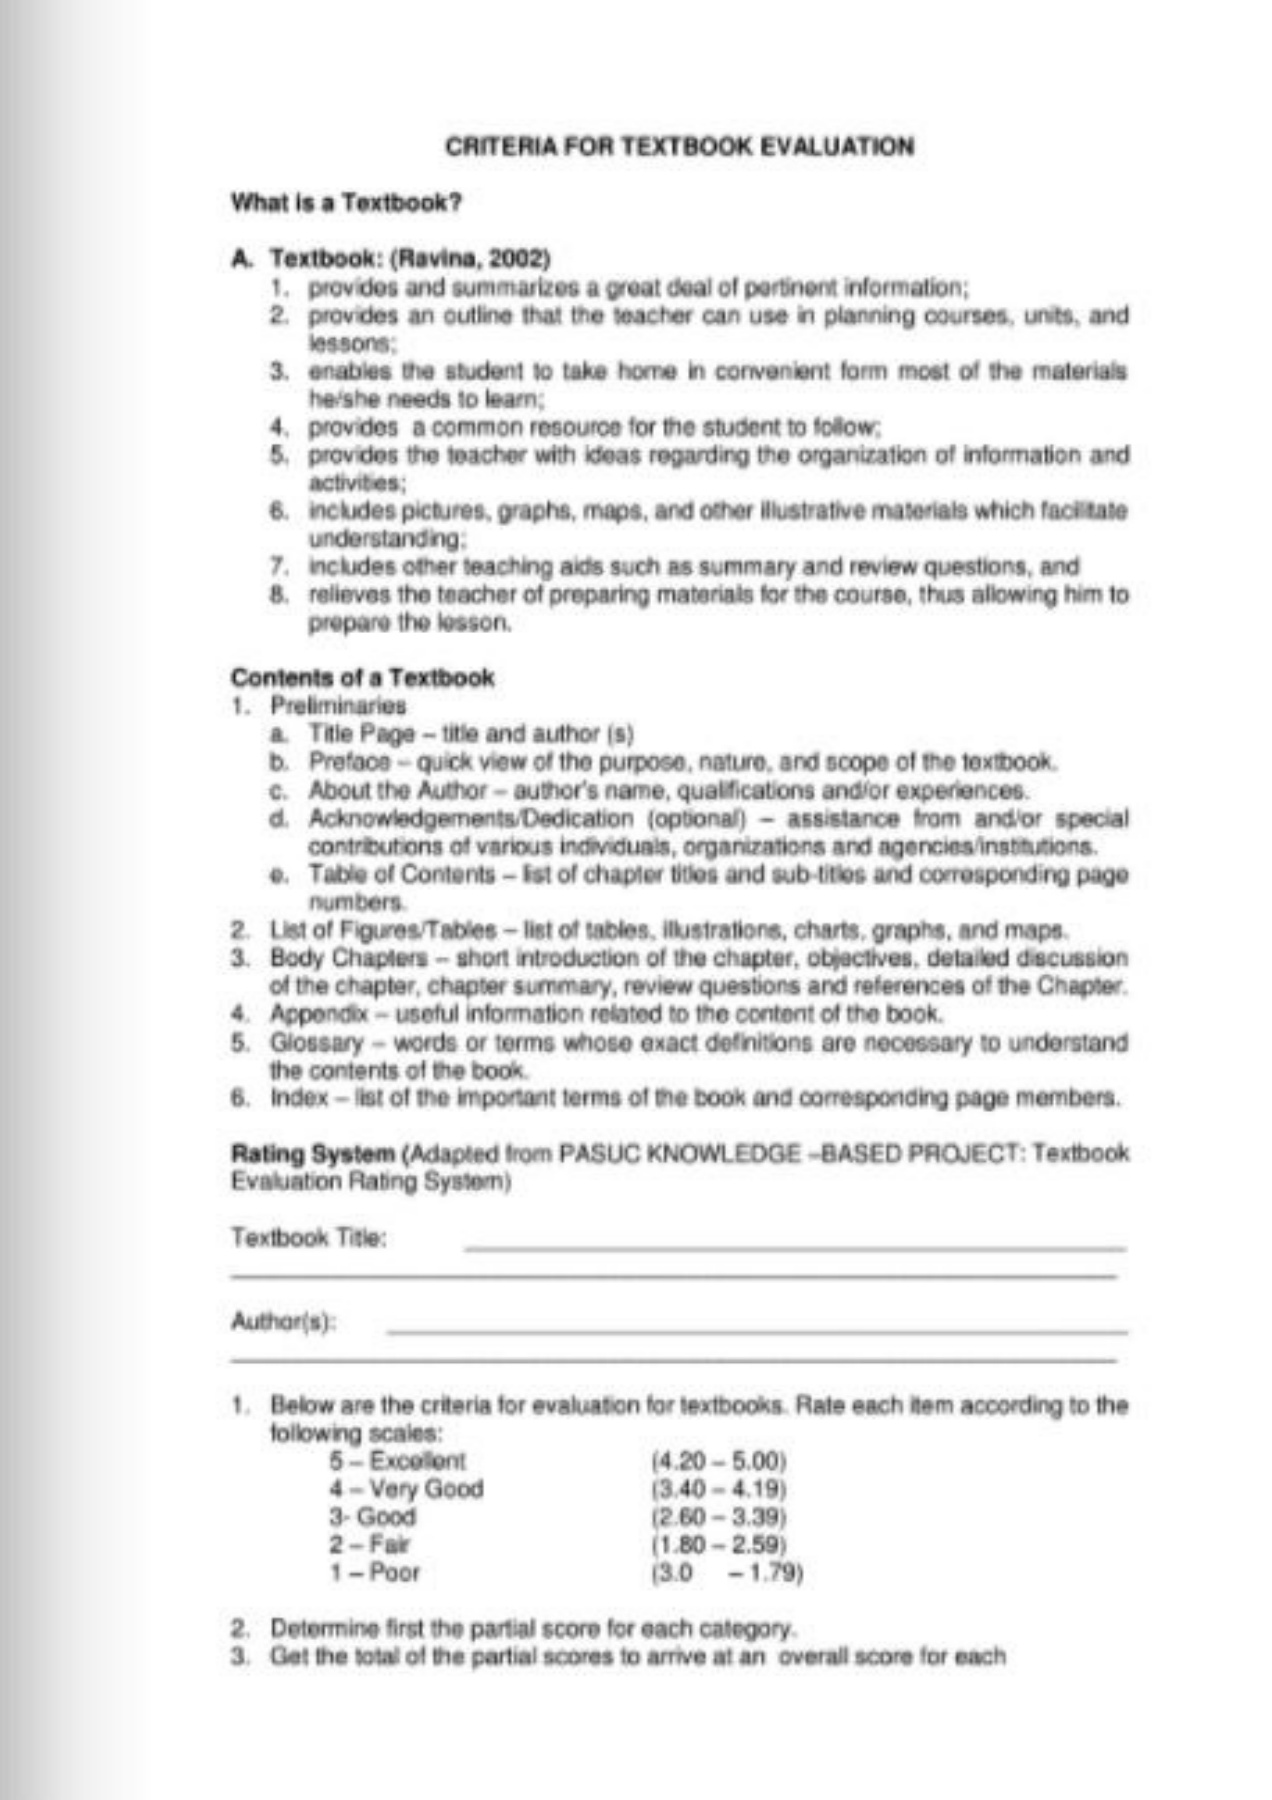 CRITERIA FOR TEXTBOOK EVALUATION
What is a Textbook?
A. Textbook: (Ravina, 2002)
1. provides and summarizes a great deal of pertinent information;
2. provides an outline that the teacher can use in planning courses, units, and
lessons;
3. enables the student to take home in convenient form most of the materials
he/she needs to learn;
4. provides a common resource for the student to follow;
5. provides the teacher with ideas regarding the organization of information and
activities;
6. includes pictures, graphs, maps, and other illustrative materials which facilitate
understanding;
7. includes other teaching aids such as summary and review questions, and
8. relieves the teacher of preparing materials for the course, thus allowing him to
prepare the lesson.
Contents of a Textbook
1. Preliminaries
a. Title Page – title and author (s)
b. Preface – quick view of the purpose, nature, and scope of the textbook.
c. About the Author – author's name, qualifications and/or experiences.
d. Acknowledgements/Dedication (optional) – assistance from and/or special
contributions of various individuals, organizations and agencies/institutions.
e. Table of Contents – list of chapter titles and sub-titles and corresponding page
numbers.
2. List of Figures/Tables – list of tables, illustrations, charts, graphs, and maps.
3. Body Chapters – short introduction of the chapter, objectives, detailed discussion
of the chapter, chapter summary, review questions and references of the Chapter.
4. Appendix – useful information related to the content of the book.
5. Glossary – words or terms whose exact definitions are necessary to understand
the contents of the book.
6. Index – list of the important terms of the book and corresponding page members.
Rating System (Adapted from PASUC KNOWLEDGE –BASED PROJECT: Textbook
Evaluation Rating System)
Textbook Title:
Author(s):
1. Below are the criteria for evaluation for textbooks. Rate each item according to the
following scales:
5 – Excellent (4.20 – 5.00)
4 – Very Good (3.40 – 4.19)
3- Good (2.60 – 3.39)
2 – Fair (1.80 – 2.59)
1 – Poor (3.0 – 1.79)
2. Determine first the partial score for each category.
3. Get the total of the partial scores to arrive at an overall score for each